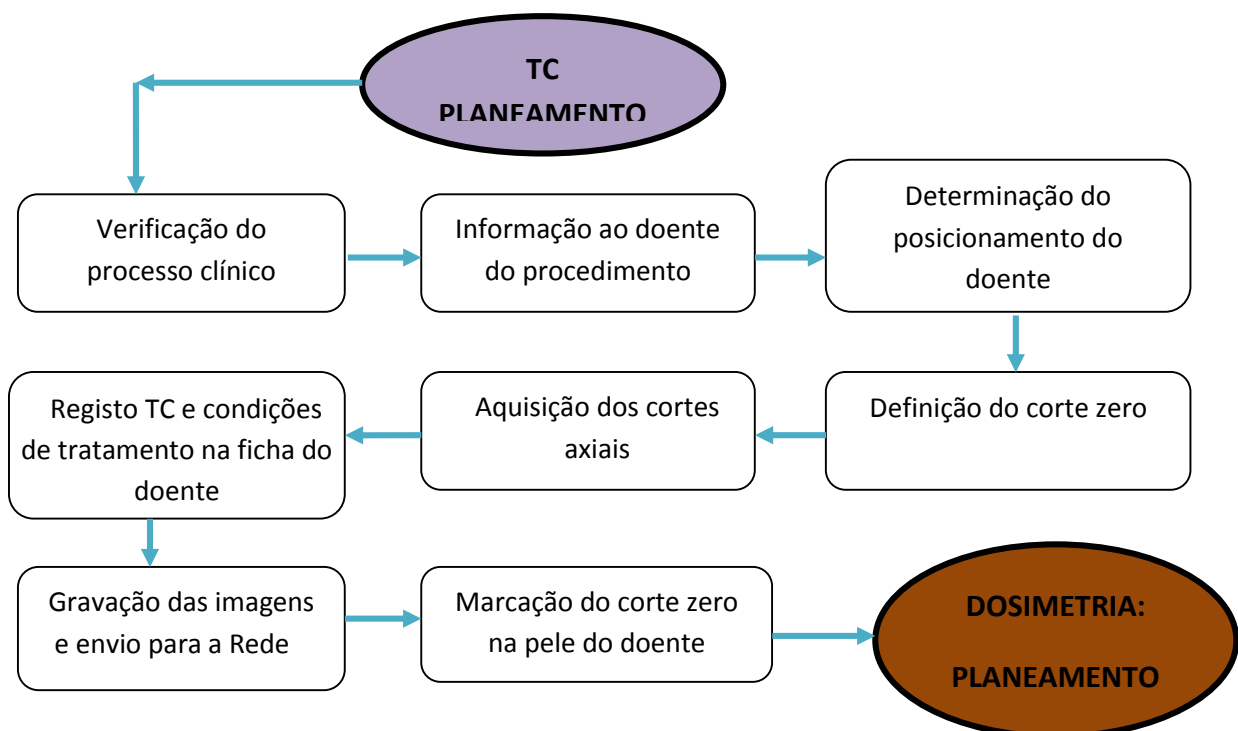 TC
PLANEAMENTO
Verificação do
processo clínico
Informação ao doente
do procedimento
Determinação do
posicionamento do
doente
Definição do corte zero
Aquisição dos cortes
axiais
Registo TC e condições
de tratamento na ficha do
doente
Gravação das imagens
e envio para a Rede
Marcação do corte zero
na pele do doente
DOSIMETRIA:
PLANEAMENTO